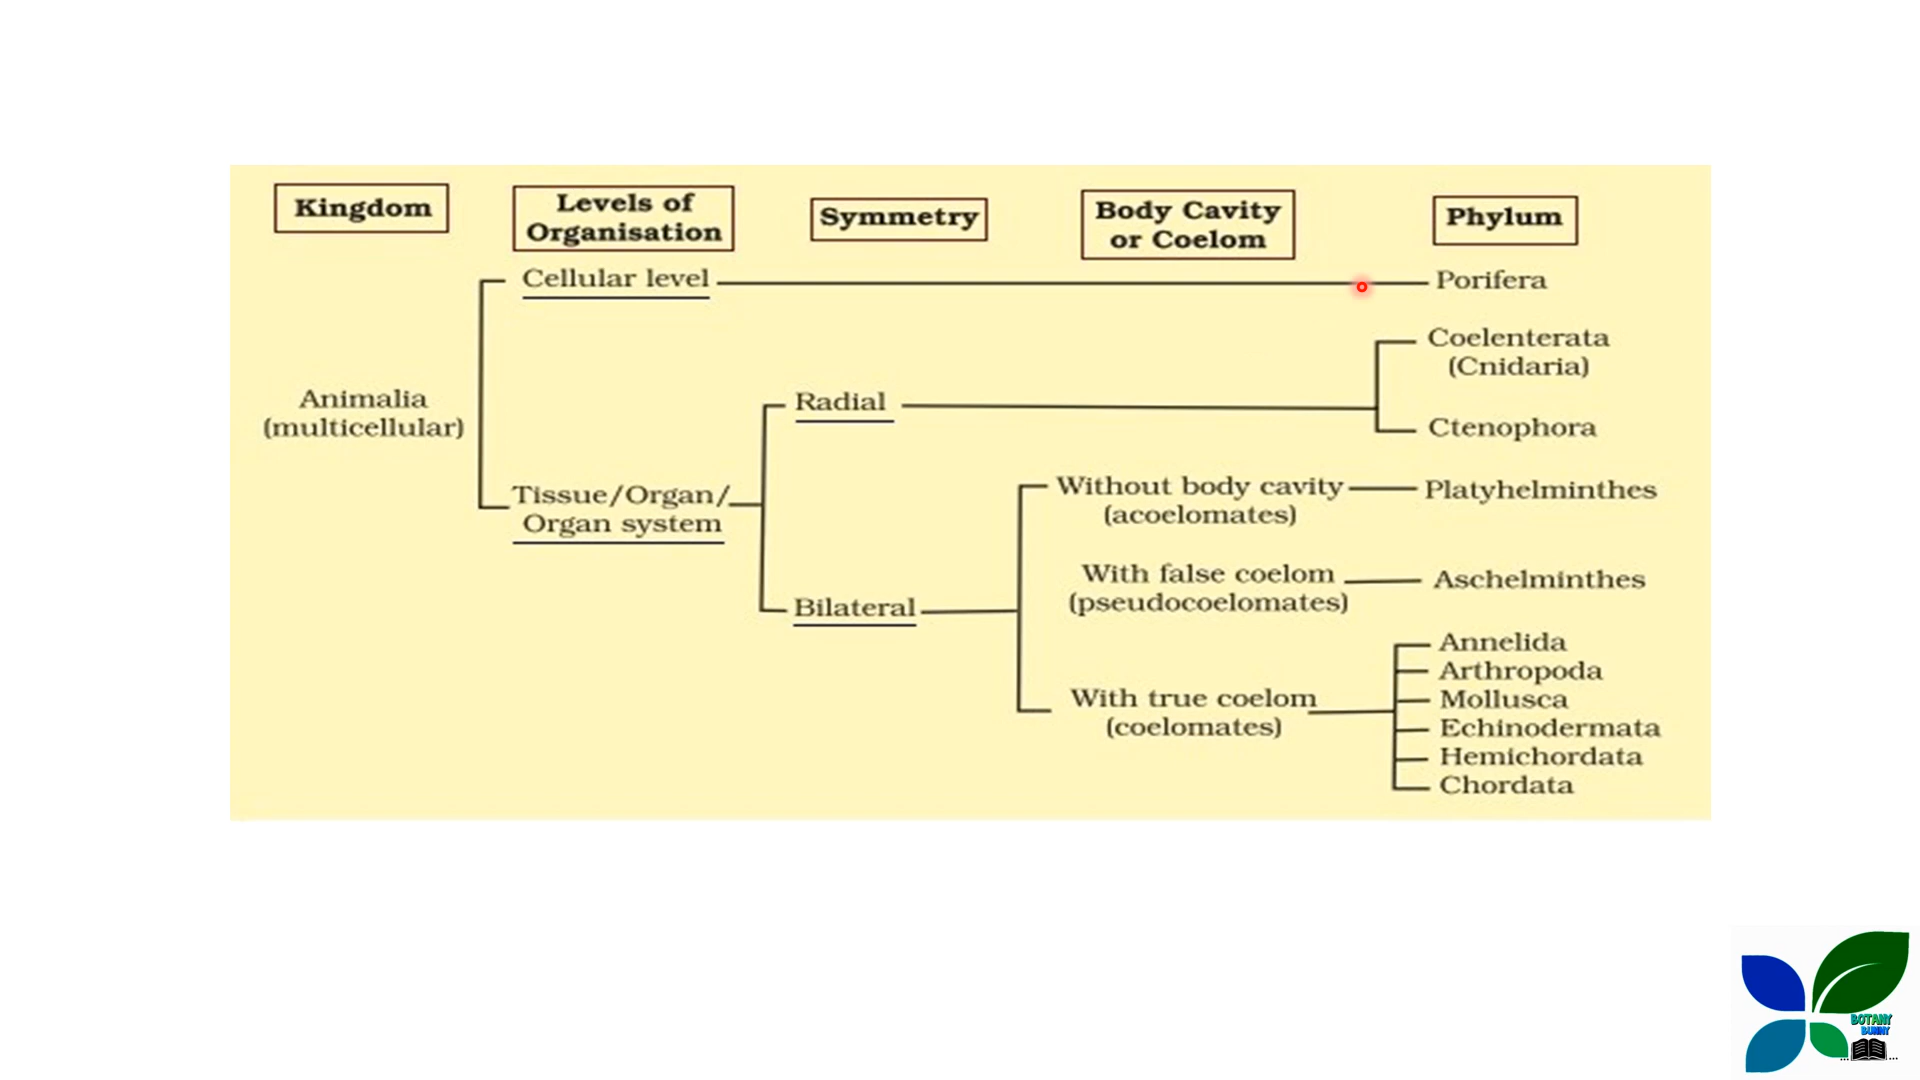 Kingdom
Levels of
Organisation
Symmetry
Body Cavity
or Coelom
Phylum
Cellular level
Porifera
Coelenterata
(Cnidaria)
Animalia
(multicellular)
Radial
Ctenophora
Tissue/Organ/
Organ system
Without body cavity
(acoelomates)
Platyhelminthes
With false coelom
(pseudocoelomates)
Aschelminthes
Bilateral
With true coelom
(coelomates)
Annelida
Arthropoda
Mollusca
Echinodermata
Hemichordata
Chordata
BOTANY
BUNNY